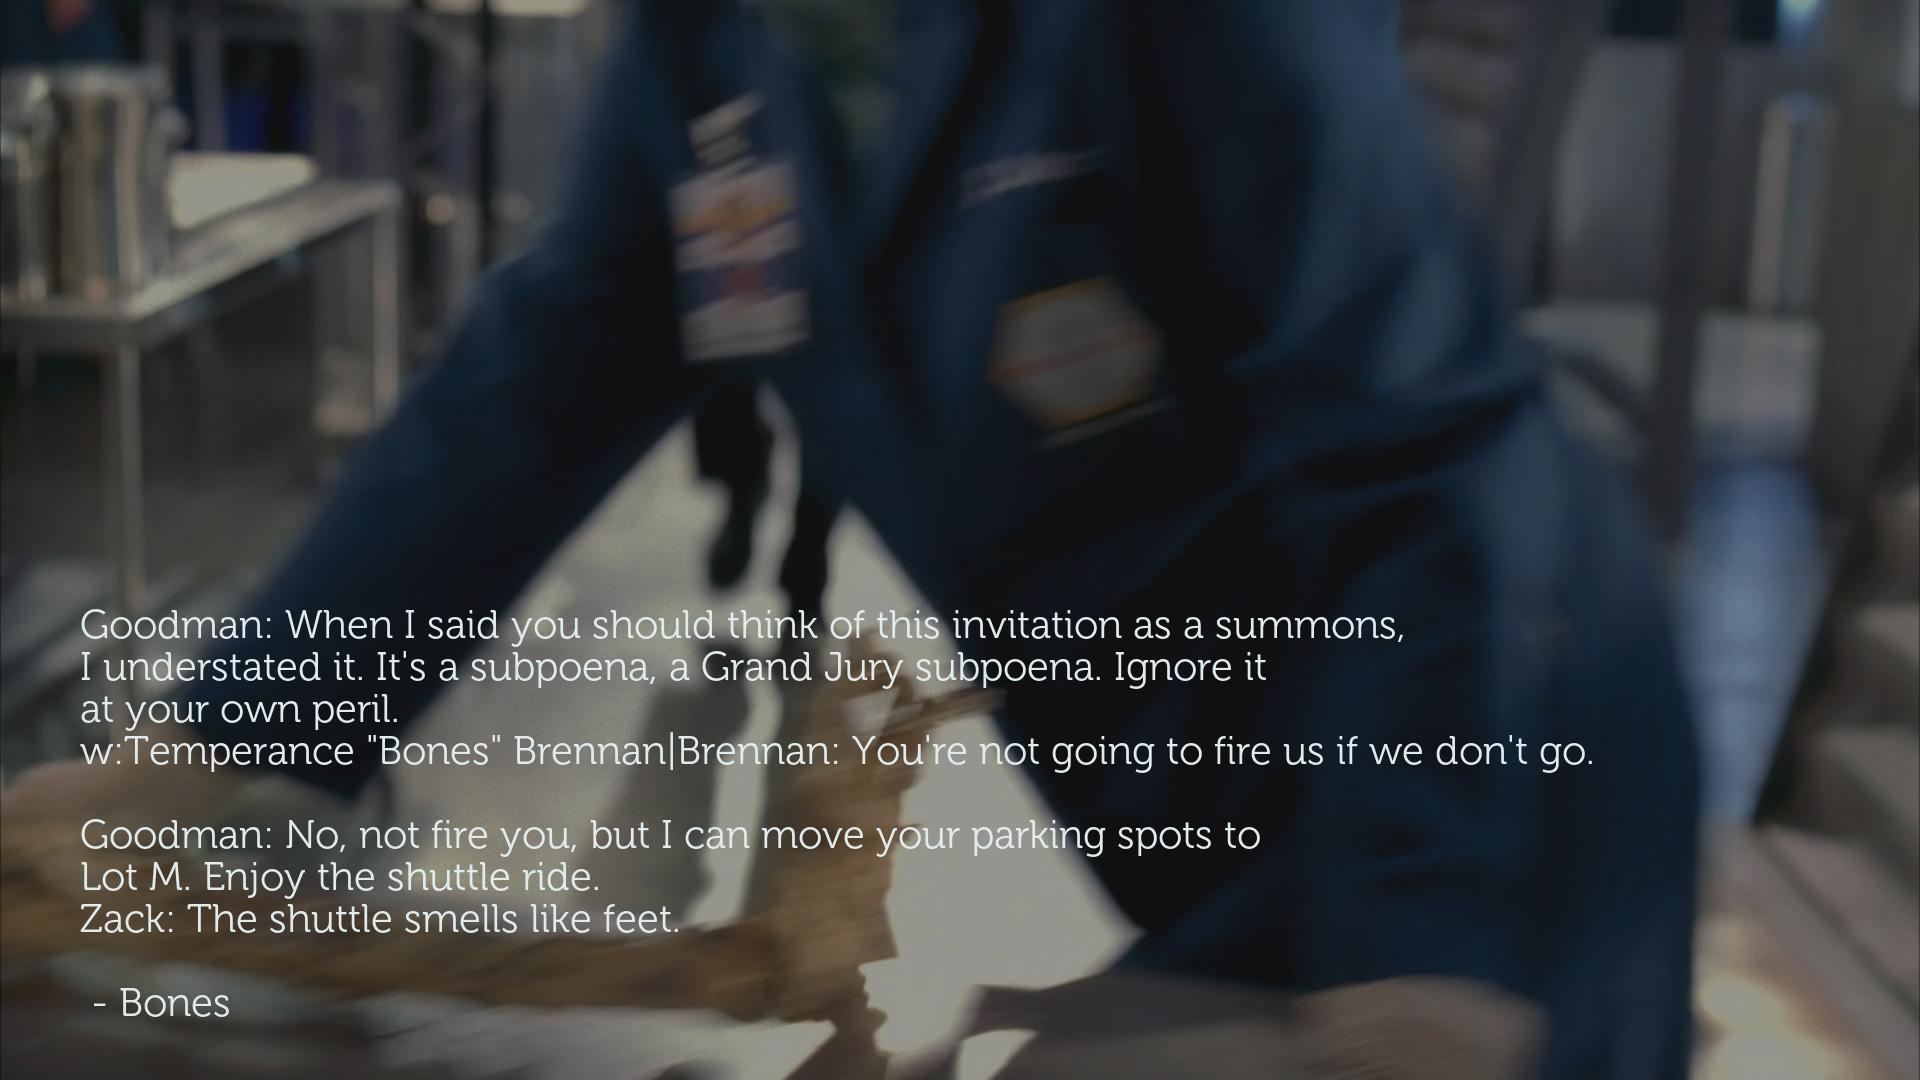 Goodman: When I said you should think of this invitation as a summons,
I understated it. It's a subpoena, a Grand Jury subpoena. Ignore it
at your own peril.
w:Temperance "Bones" Brennan|Brennan: You're not going to fire us if we don't go.
Goodman: No, not fire you, but I can move your parking spots to
Lot M. Enjoy the shuttle ride.
Zack: The shuttle smells like feet.
- Bones